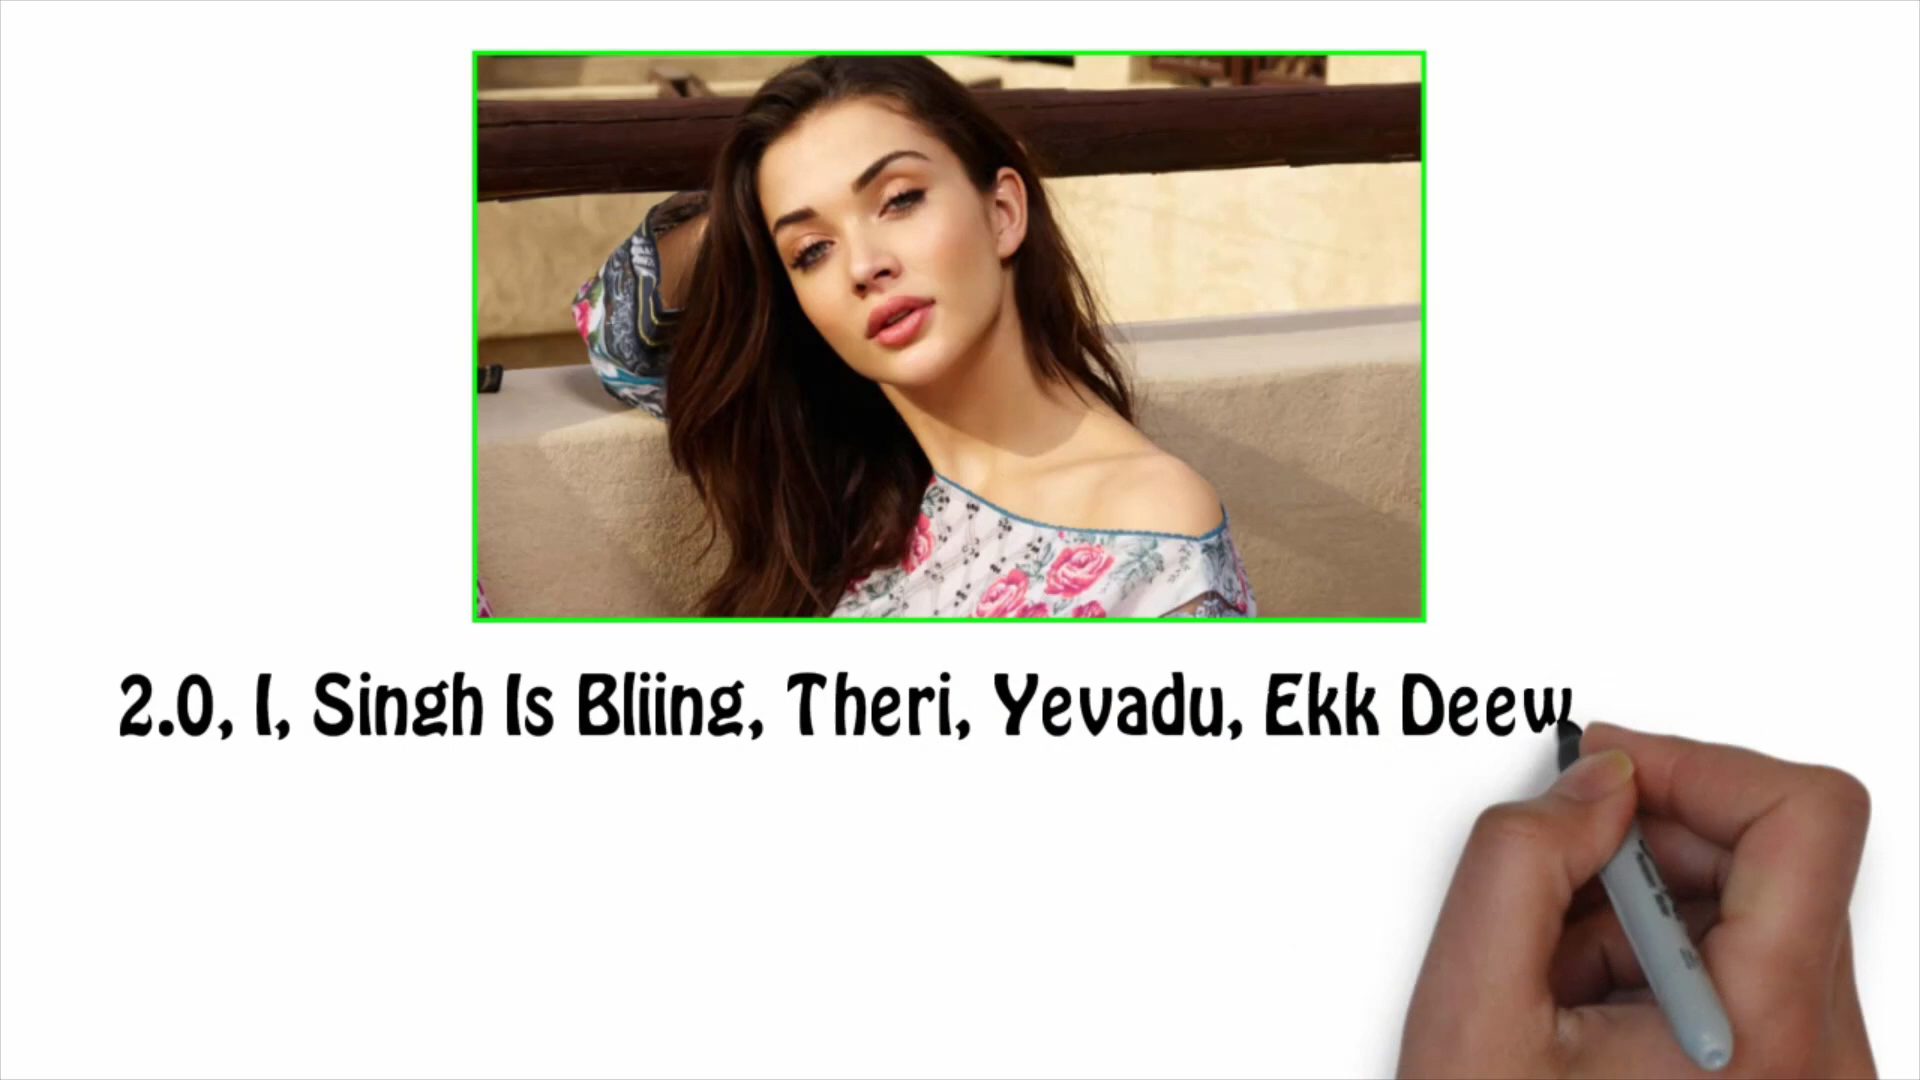 2.0, I, Singh Is Bliing, Theri, Yevadu, Ekk Deew